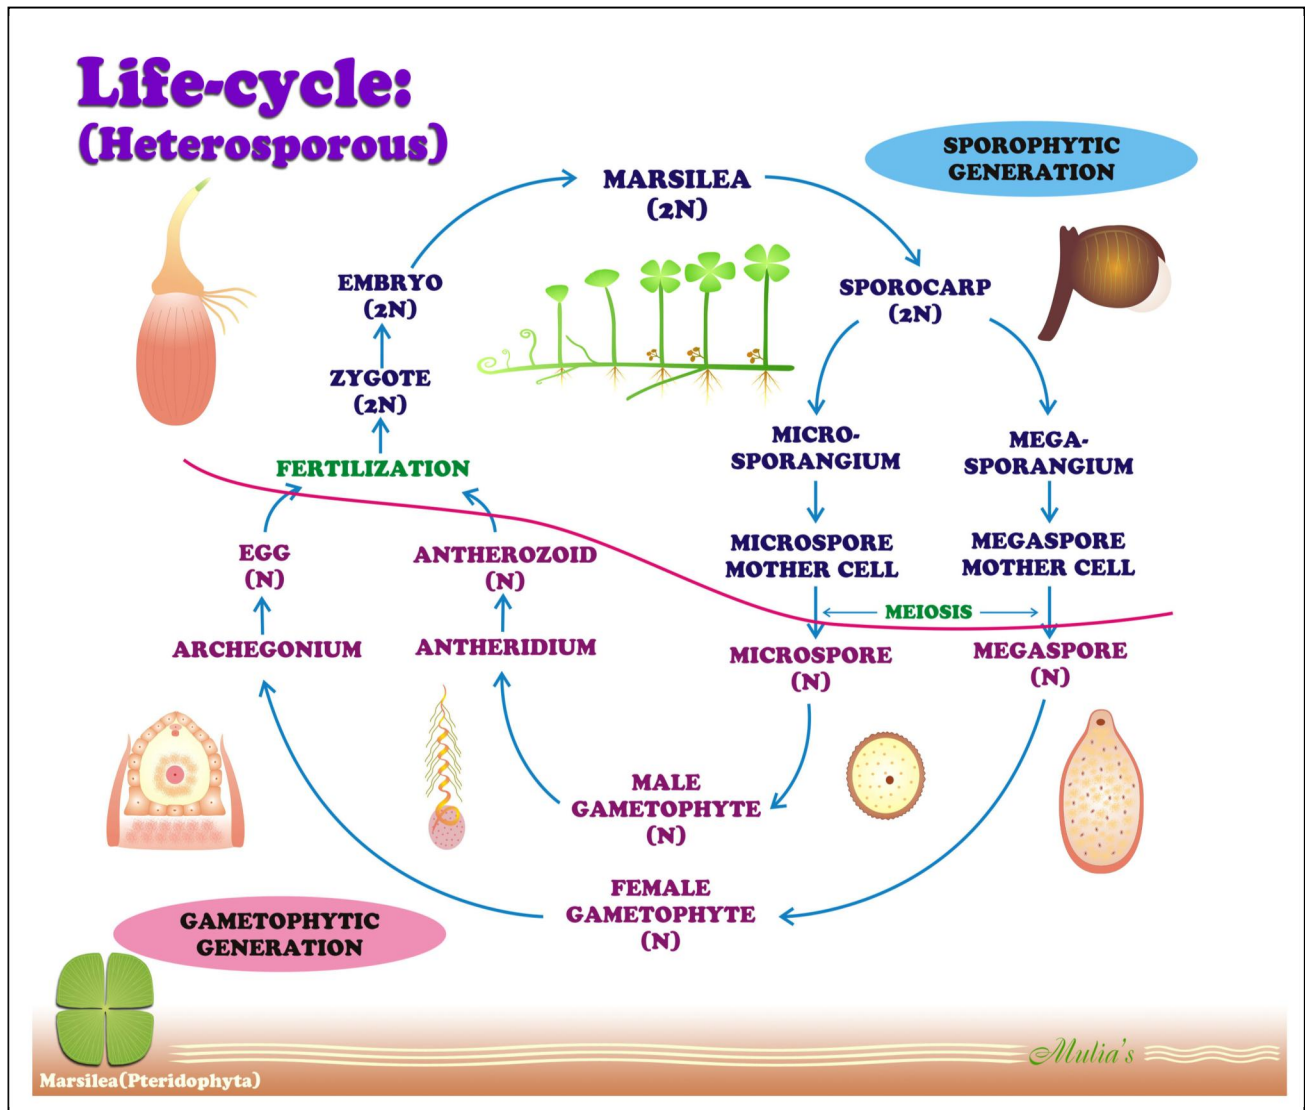 Life-cycle:
(Heterosporous)
SPOROPHYTIC
GENERATION
MARSILEA
(2N)
SPOROCARP
(2N)
EMBRYO
(2N)
ZYGOTE
(2N)
FERTILIZATION
MICRO-
SPORANGIUM
MEGA-
SPORANGIUM
MICROSPORE
MOTHER CELL
MEGASPORE
MOTHER CELL
MEIOSIS
EGG
(N)
ANTHEROZOID
(N)
ARCHEGONIUM
ANTHERIDIUM
MICROSPORE
(N)
MEGASPORE
(N)
MALE
GAMETOPHYTE
(N)
FEMALE
GAMETOPHYTE
(N)
GAMETOPHYTIC
GENERATION
Mulia's
Marsilea(Pteridophyta)